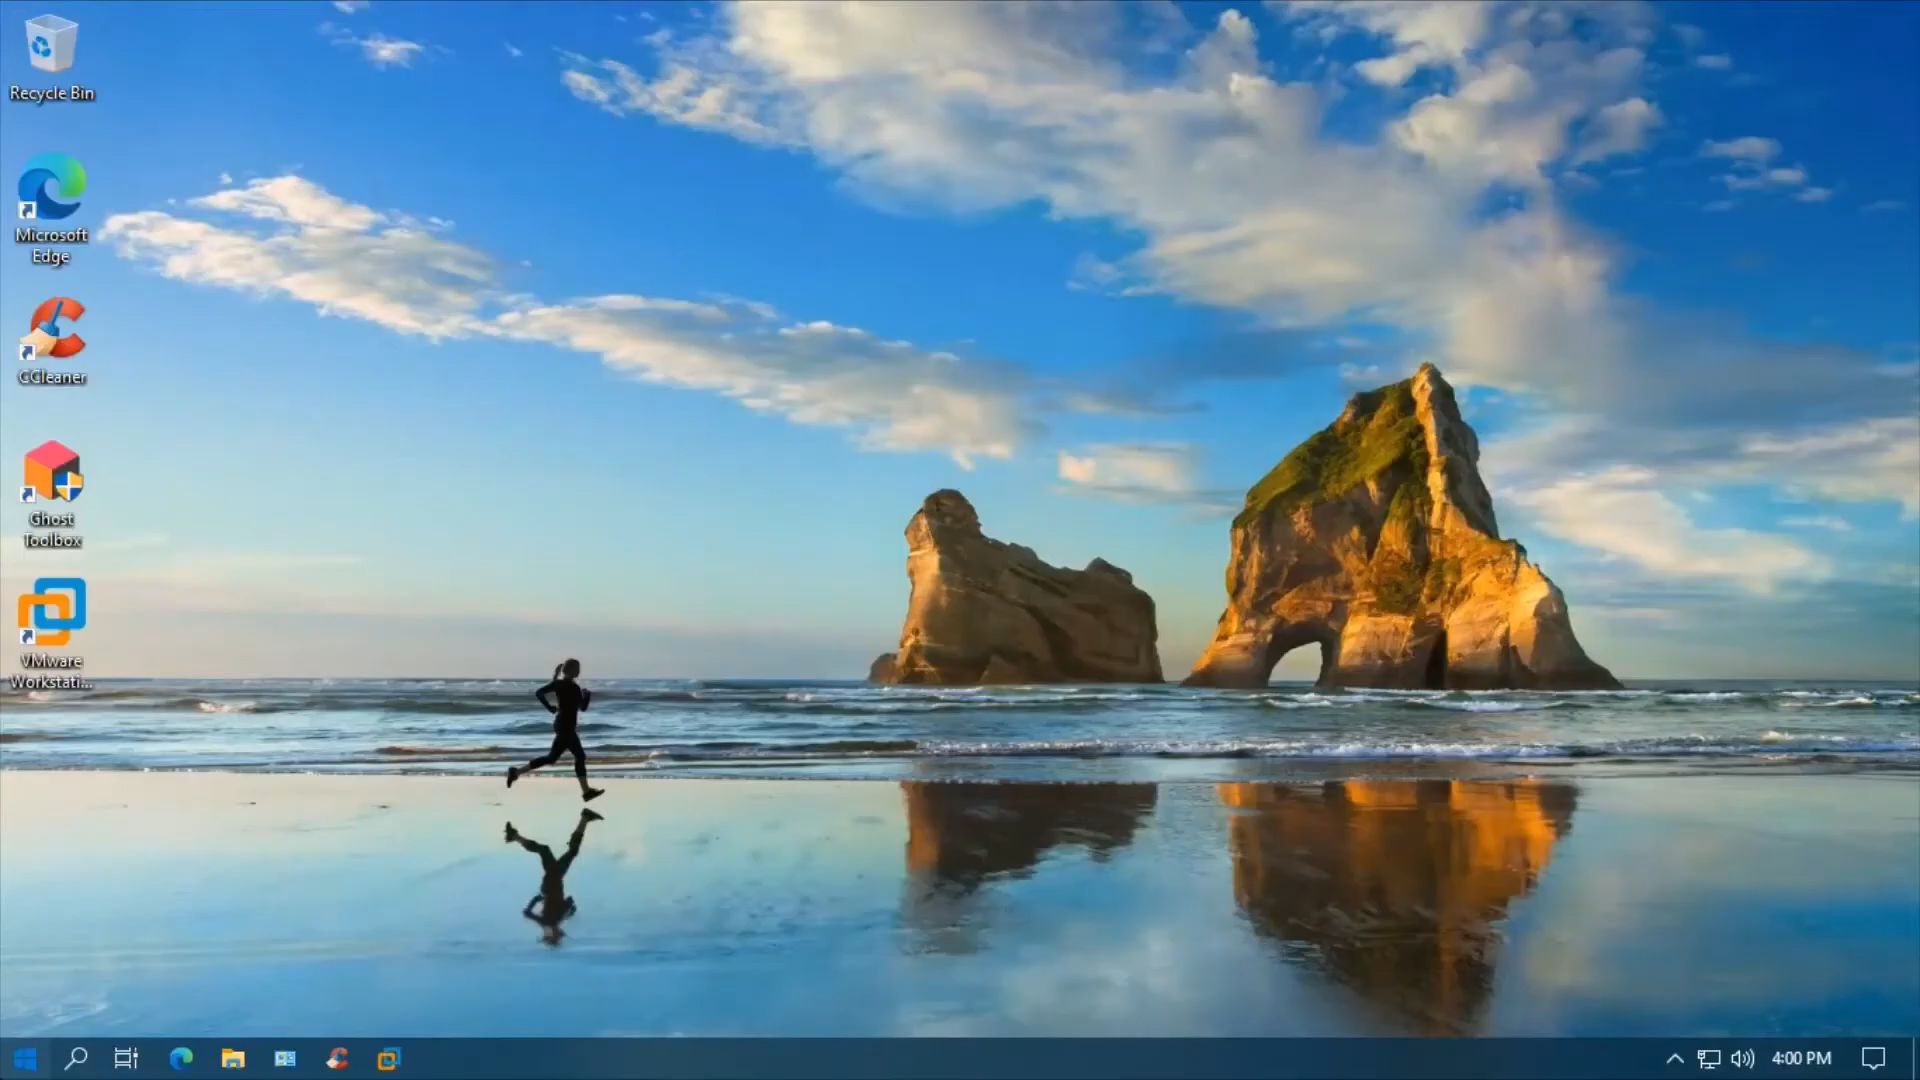 Recycle Bin
Microsoft
Edge
CCleaner
Ghost
Toolbox
VMware
Workstati...
4:00 PM